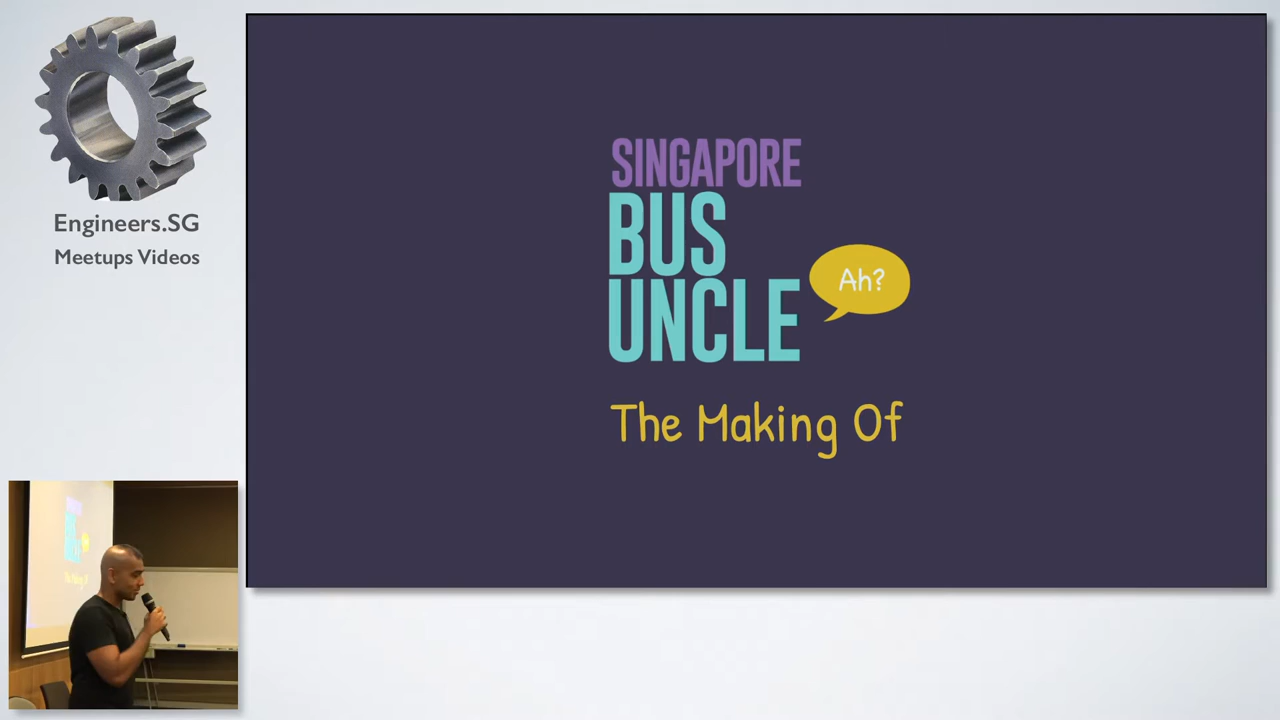 Engineers.SG
Meetups Videos
SINGAPORE
BUS
UNCLE
Ah?
The Making Of